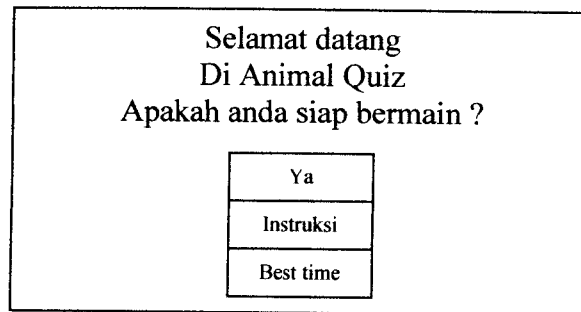 Selamat datang
Di Animal Quiz
Apakah anda siap bermain ?
Ya
Instruksi
Best time